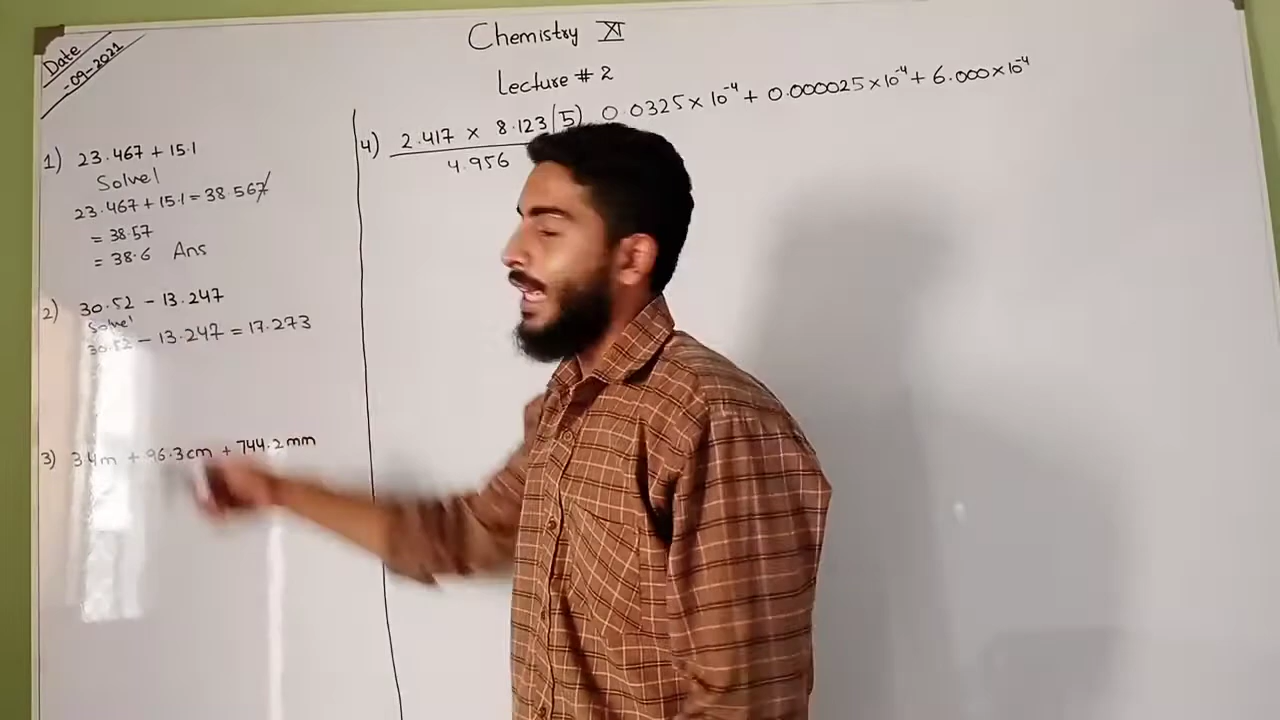 Date
-09-2021
Chemistry XI
Lecture # 2
1) 23.467 + 15.1
Solve!
23.467 + 15.1 = 38.567
= 38.57
= 38.6 Ans
2) 30.52 - 13.247
Solve!
30.52 - 13.247 = 17.273
3) 3.4m + 96.3cm + 744.2mm
4) 2.417 x 8.123
4.956
5) 0.0325 x 10⁻⁴ + 0.000025 x 10⁻⁴ + 6.000 x 10⁻⁴